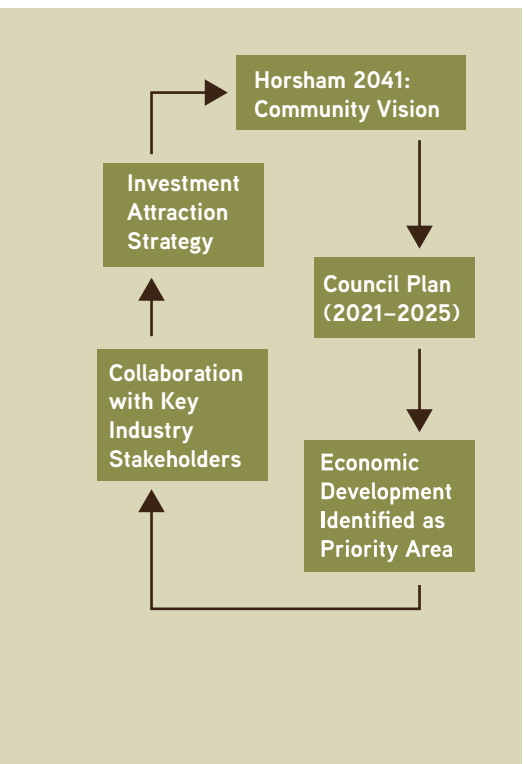 Horsham 2041:
Community Vision
Council Plan
(2021–2025)
Economic
Development
Identified as
Priority Area
Collaboration
with Key
Industry
Stakeholders
Investment
Attraction
Strategy